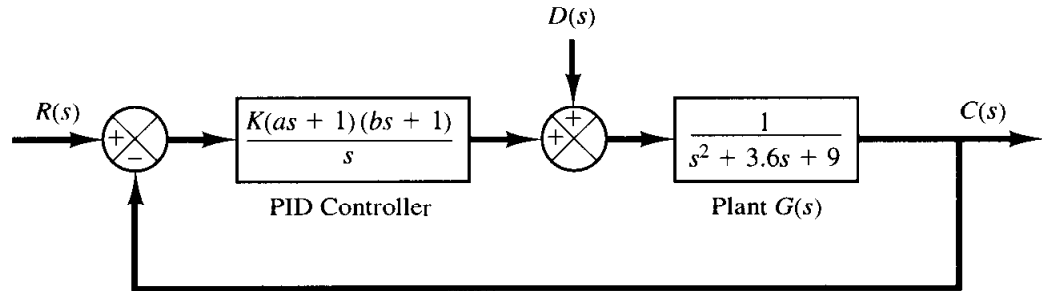 D(s)
R(s)
+
−
K(as + 1)(bs + 1)
s
+
+
1
s² + 3.6s + 9
C(s)
PID Controller
Plant G(s)